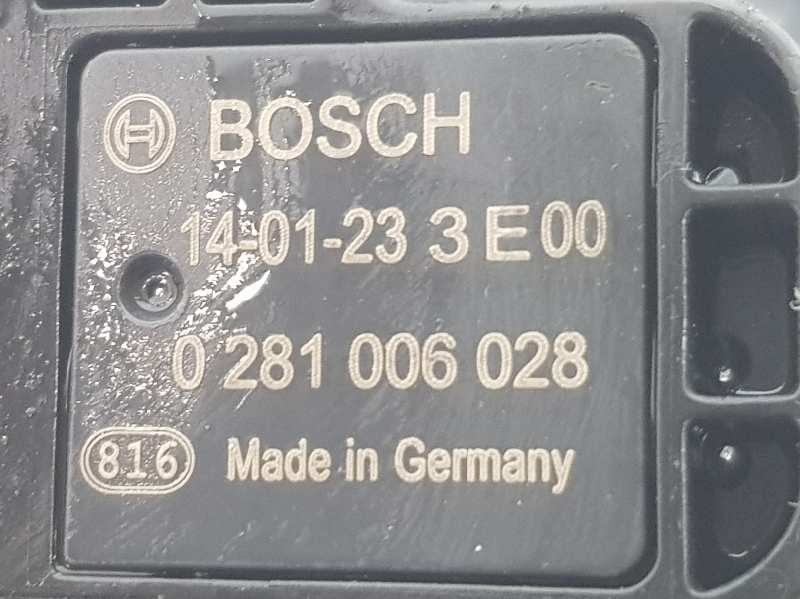 BOSCH
14-01-23 3 E 00
0 281 006 028
816 Made in Germany